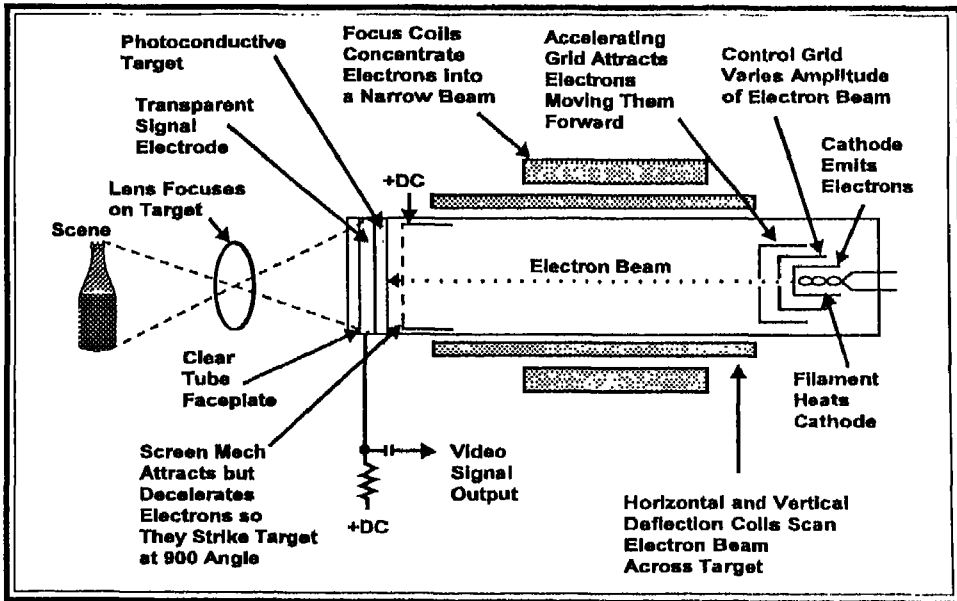 Photoconductive
Target
Focus Coils
Concentrate
Electrons Into
a Narrow Beam
Accelerating
Grid Attracts
Electrons
Moving Them
Forward
Control Grid
Varies Amplitude
of Electron Beam
Transparent
Signal
Electrode
Cathode
Emits
Electrons
Lens Focuses
on Target
+DC
Scene
Electron Beam
Clear
Tube
Faceplate
Filament
Heats
Cathode
Screen Mech
Attracts but
Decelerates
Electrons so
They Strike Target
at 900 Angle
Video
Signal
Output
+DC
Horizontal and Vertical
Deflection Coils Scan
Electron Beam
Across Target